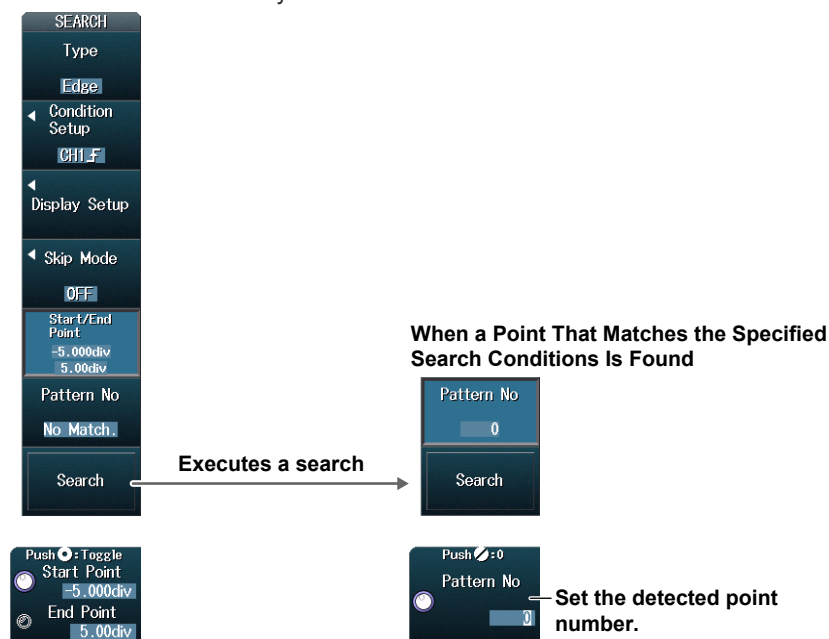 SEARCH
Type
Edge
Condition
Setup
CH1
Display Setup
Skip Mode
OFF
Start/End
Point
-5.000div
5.00div
Pattern No
No Match.
Search
Executes a search
When a Point That Matches the Specified
Search Conditions Is Found
Pattern No
0
Search
Push :Toggle
Start Point
-5.000div
End Point
5.00div
Push :0
Pattern No
0
Set the detected point
number.